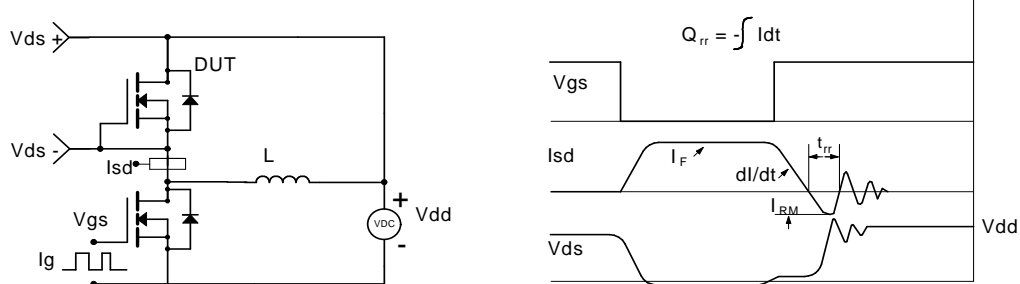 Vds +
DUT
Vds -
Isd
L
Vgs
Ig
+
VDC
-
Vdd
Q rr = -∫ Idt
Vgs
Isd
I F
dI/dt
t rr
I RM
Vds
Vdd